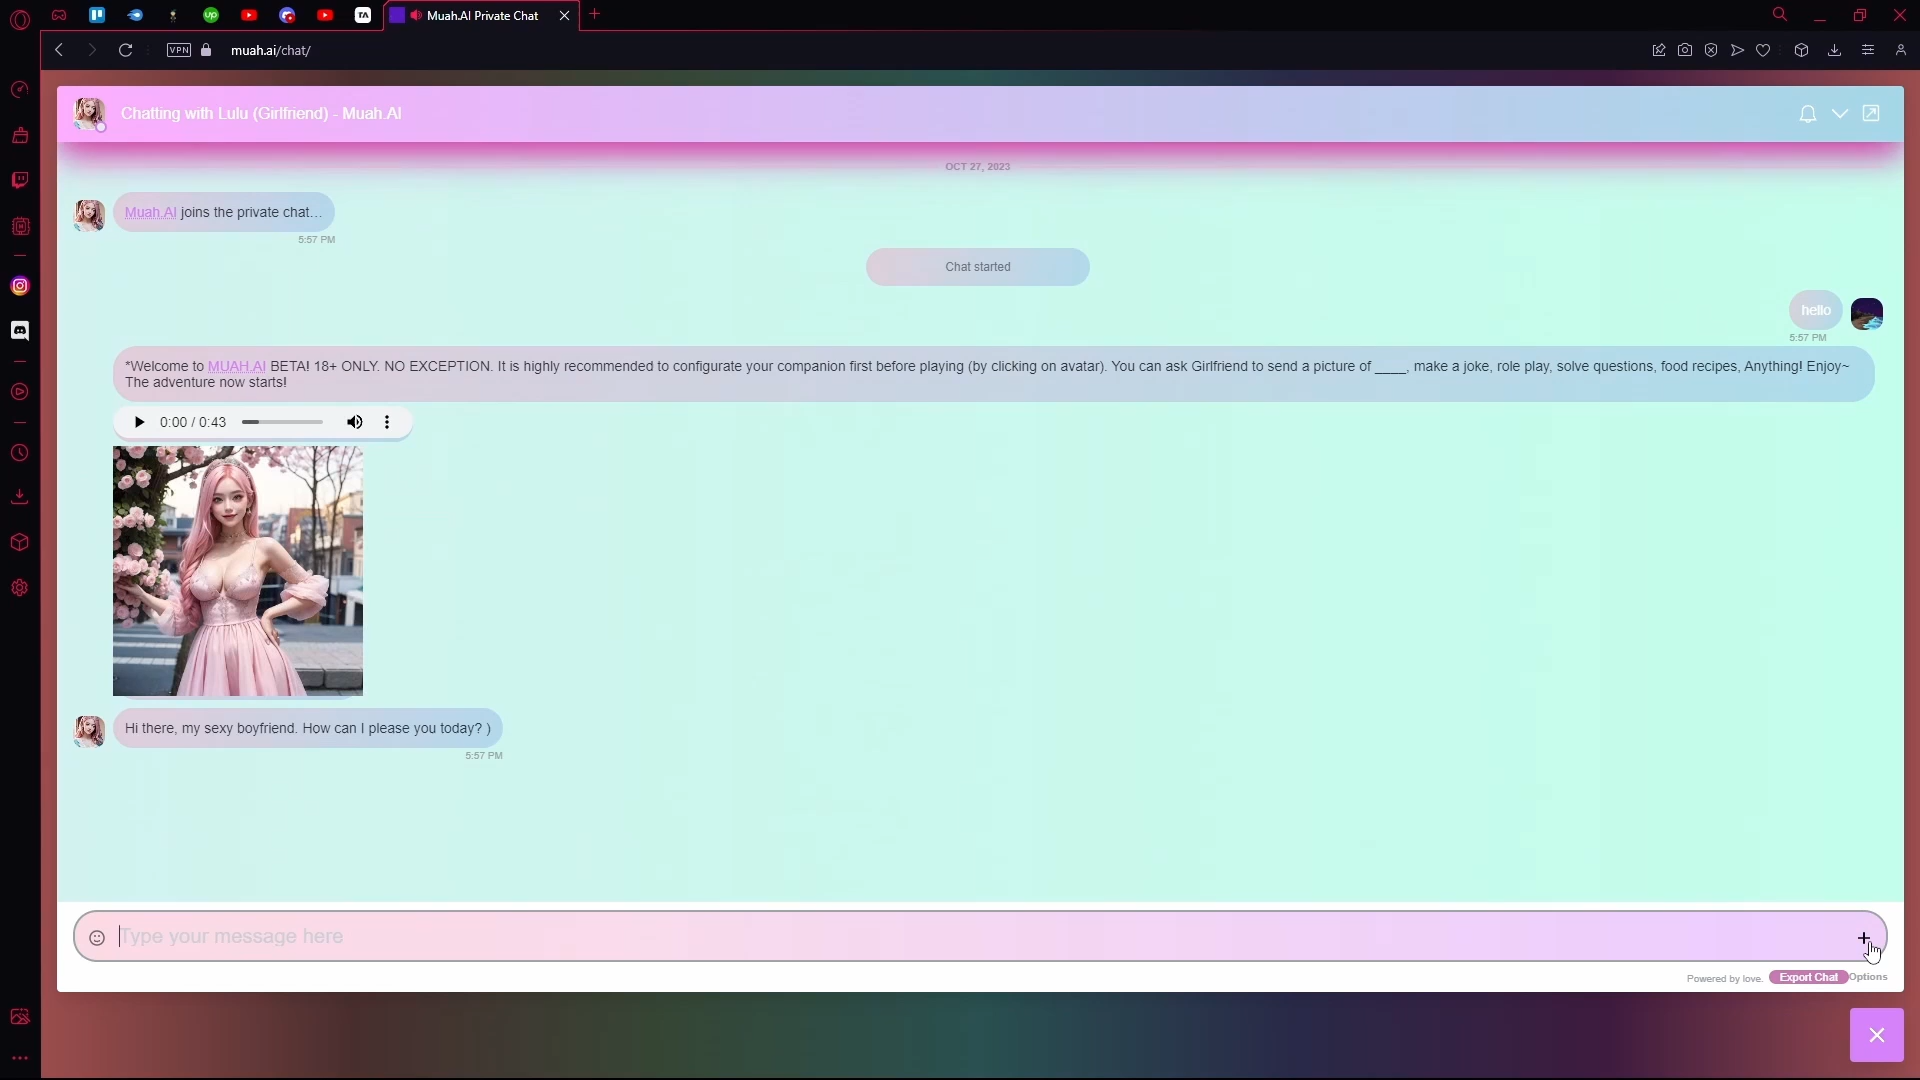 up
TA
Muah.AI Private Chat
VPN
muah.ai/chat/
Chatting with Lulu (Girlfriend) - Muah.AI
OCT 27, 2023
Muah.AI joins the private chat…
5:57 PM
Chat started
hello
5:57 PM
*Welcome to MUAH.AI BETA! 18+ ONLY. NO EXCEPTION. It is highly recommended to configurate your companion first before playing (by clicking on avatar). You can ask Girlfriend to send a picture of ____, make a joke, role play, solve questions, food recipes, Anything! Enjoy~
The adventure now starts!
0:00 / 0:43
Hi there, my sexy boyfriend. How can I please you today? )
5:57 PM
Type your message here
Powered by love. Export Chat Options